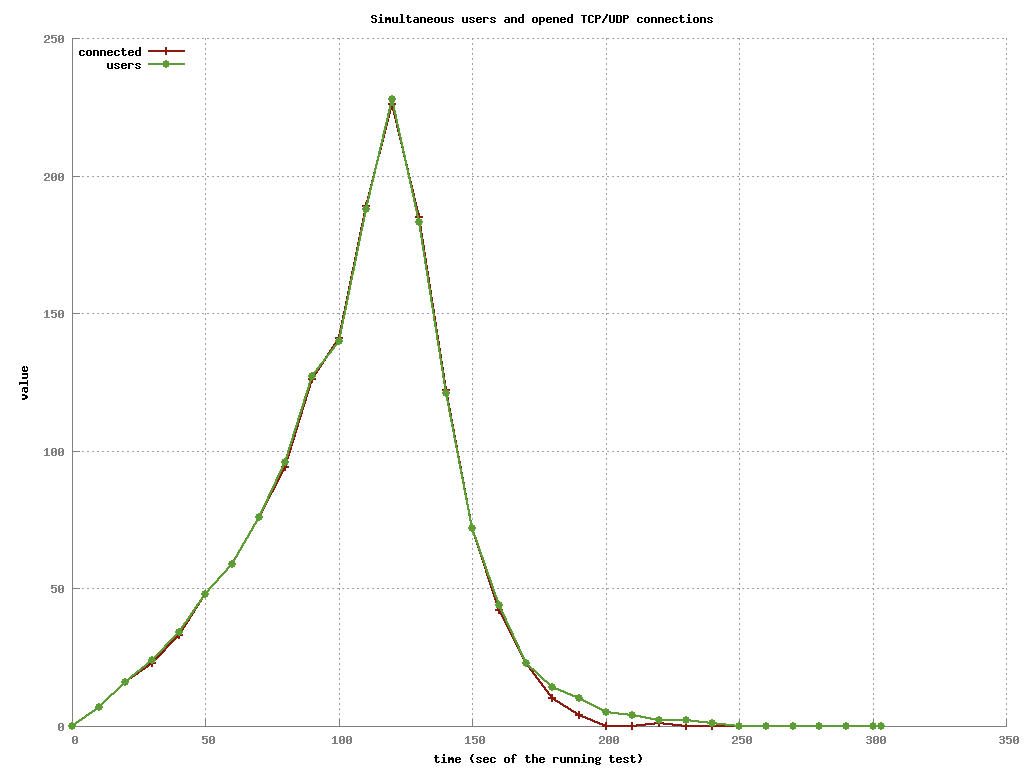 Simultaneous users and opened TCP/UDP connections
250
connected
users
200
150
value
100
50
0
0 50 100 150 200 250 300 350
time (sec of the running test)